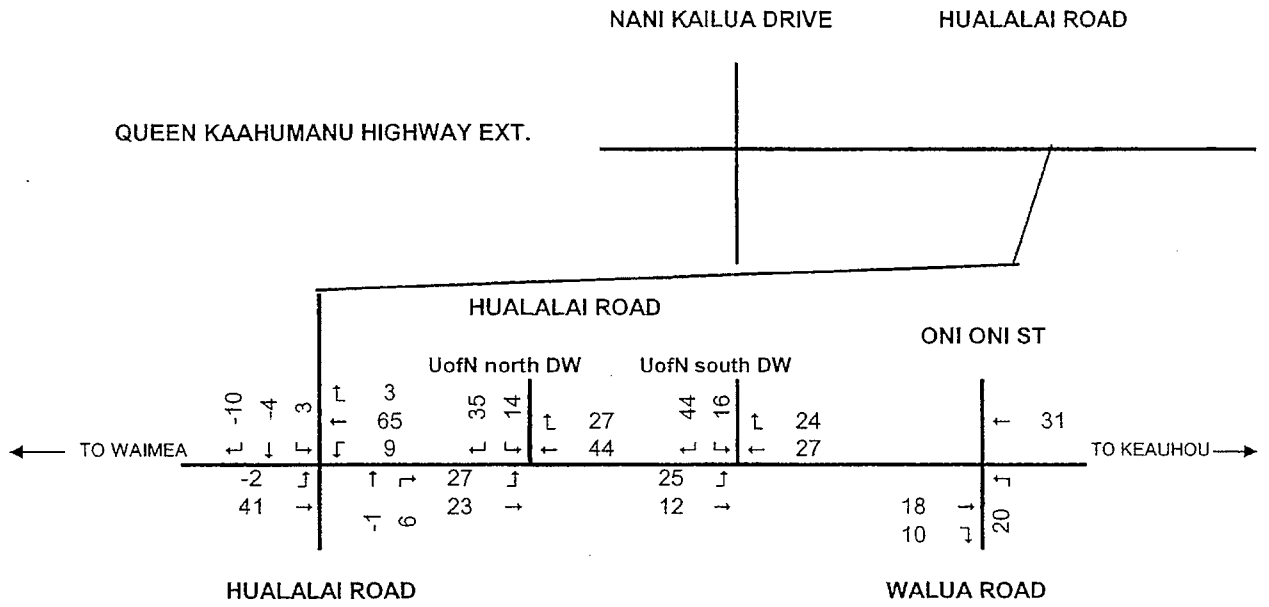 NANI KAILUA DRIVE HUALALAI ROAD
QUEEN KAAHUMANU HIGHWAY EXT.
HUALALAI ROAD
ONI ONI ST
UofN north DW UofN south DW
-10 -4 3 3 35 14 27 44 16 24
65 31
9 44 27
TO WAIMEA TO KEAUHOU
-2 27 25
41 23 12 18
-1 6 10 20
HUALALAI ROAD WALUA ROAD